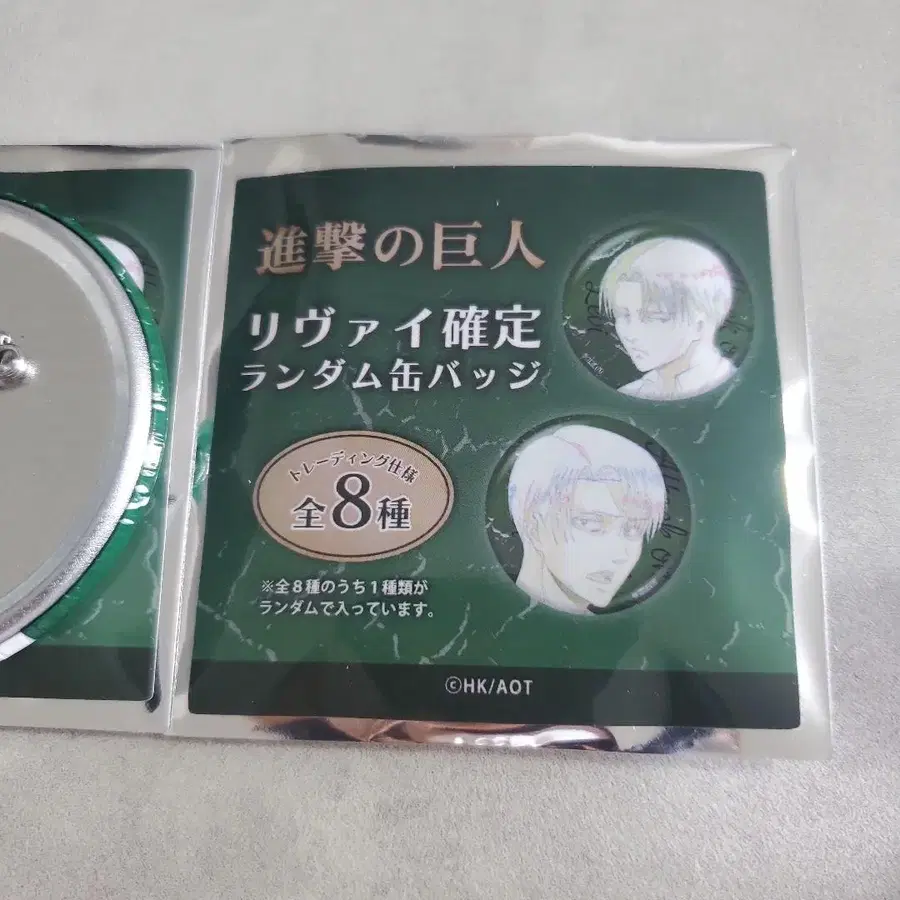 進撃の巨人
リヴァイ確定
ランダム缶バッジ
トレーディング仕様
全8種
※全8種のうち1種類が
ランダムで入っています。
©HK/AOT